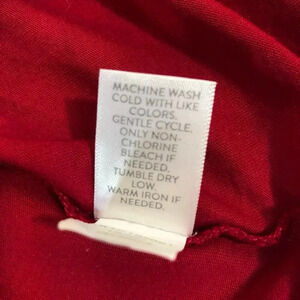 MACHINE WASH
COLD WITH LIKE
COLORS.
GENTLE CYCLE.
ONLY NON-
CHLORINE
BLEACH IF
NEEDED.
TUMBLE DRY
LOW.
WARM IRON IF
NEEDED.